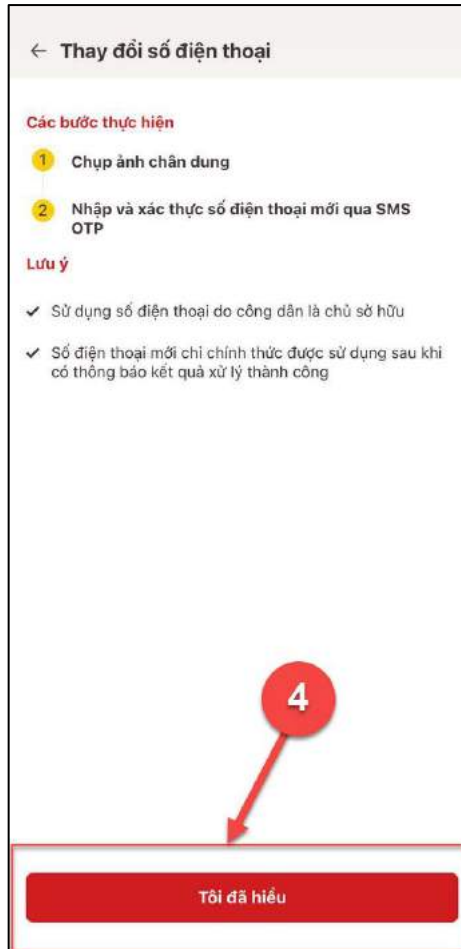 ← Thay đổi số điện thoại
Các bước thực hiện
1 Chụp ảnh chân dung
2 Nhập và xác thực số điện thoại mới qua SMS
OTP
Lưu ý
✓ Sử dụng số điện thoại do công dân là chủ sở hữu
✓ Số điện thoại mới chỉ chính thức được sử dụng sau khi
có thông báo kết quả xử lý thành công
4
Tôi đã hiểu